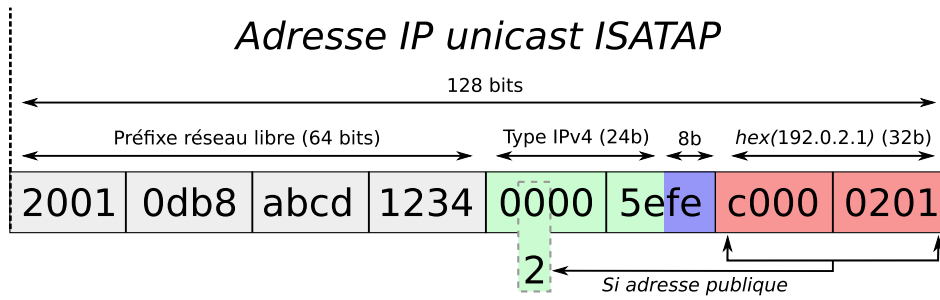 Adresse IP unicast ISATAP
128 bits
Préfixe réseau libre (64 bits) Type IPv4 (24b) 8b hex(192.0.2.1) (32b)
2001 0db8 abcd 1234 0000 5efe c000 0201
2
Si adresse publique